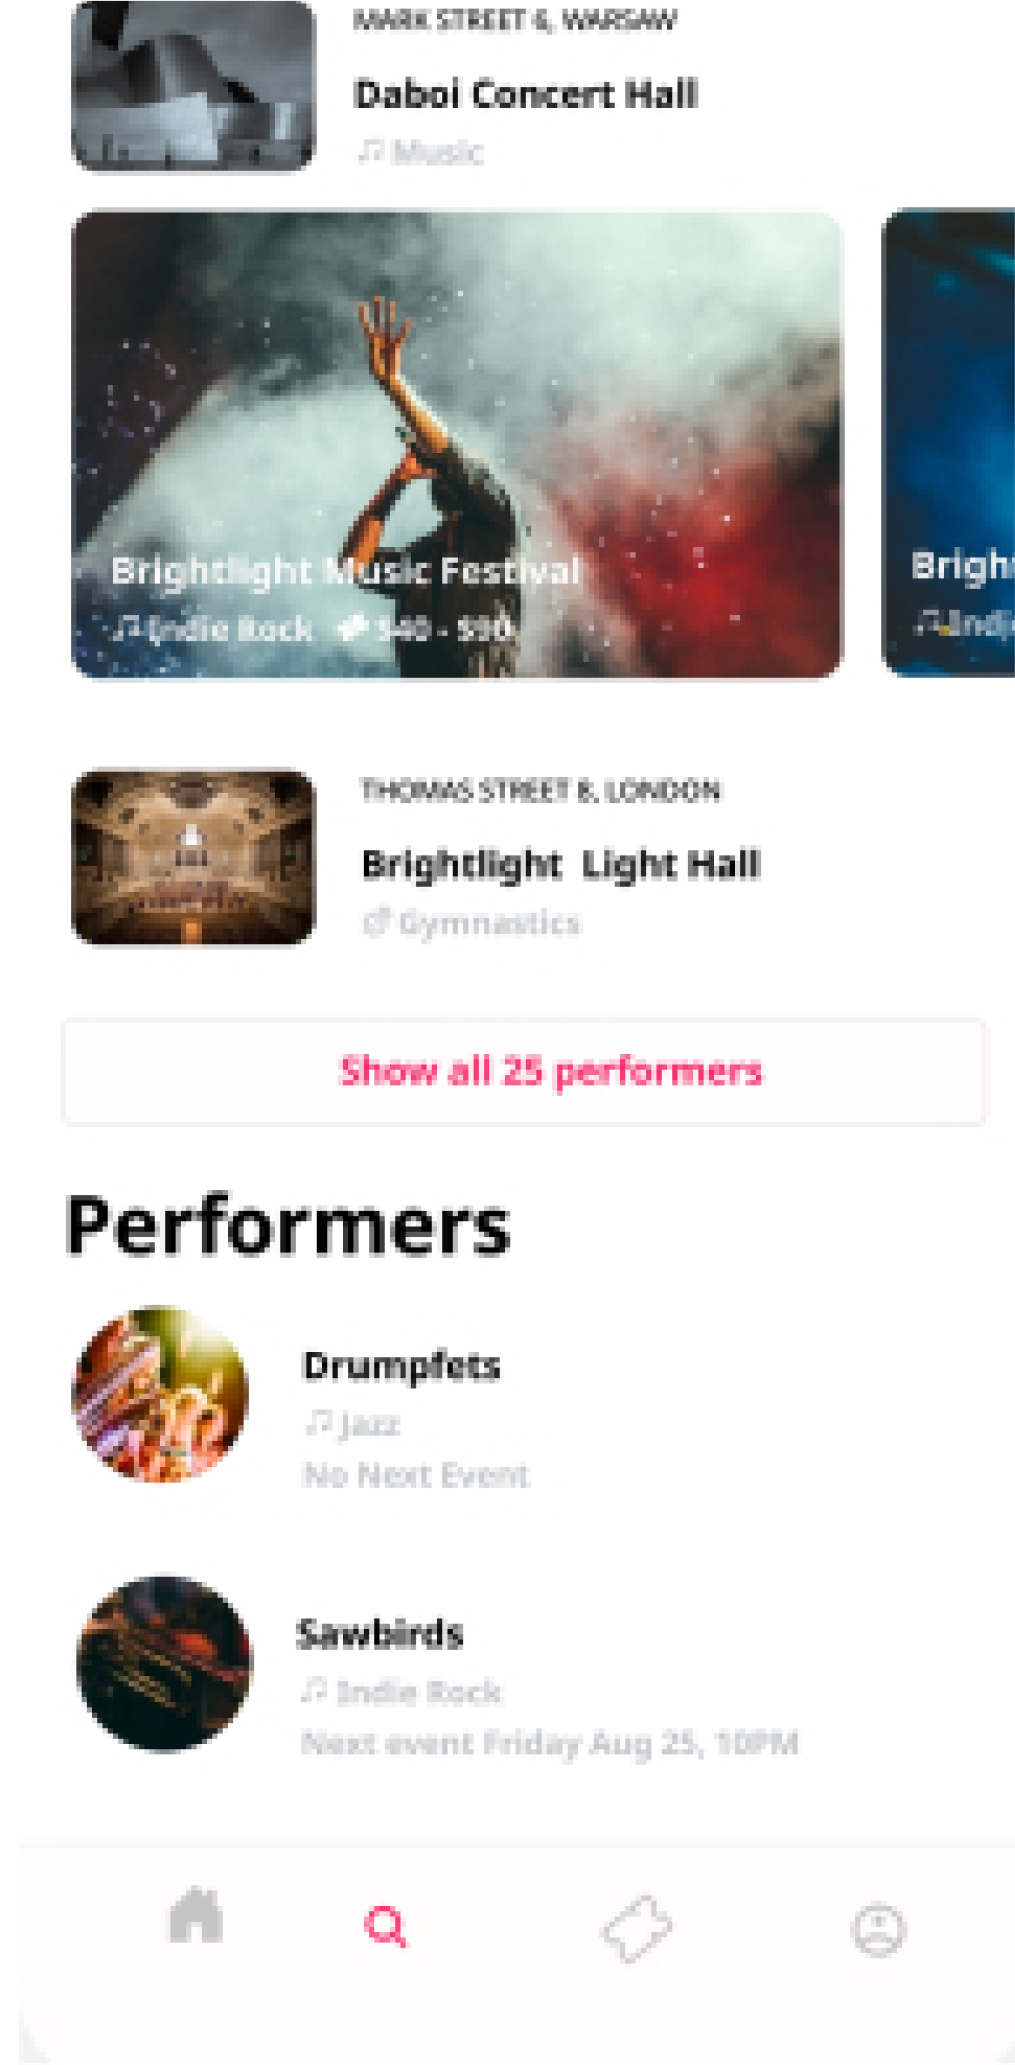 MARK STREET 6, WARSAW
Daboi Concert Hall
Music
Brightlight Music Festival
Indie Rock $40 - $90
Brigh
Indi
THOMAS STREET 8, LONDON
Brightlight Light Hall
Gymnastics
Show all 25 performers
Performers
Drumpfets
Jazz
No Next Event
Sawbirds
Indie Rock
Next event Friday Aug 25, 10PM